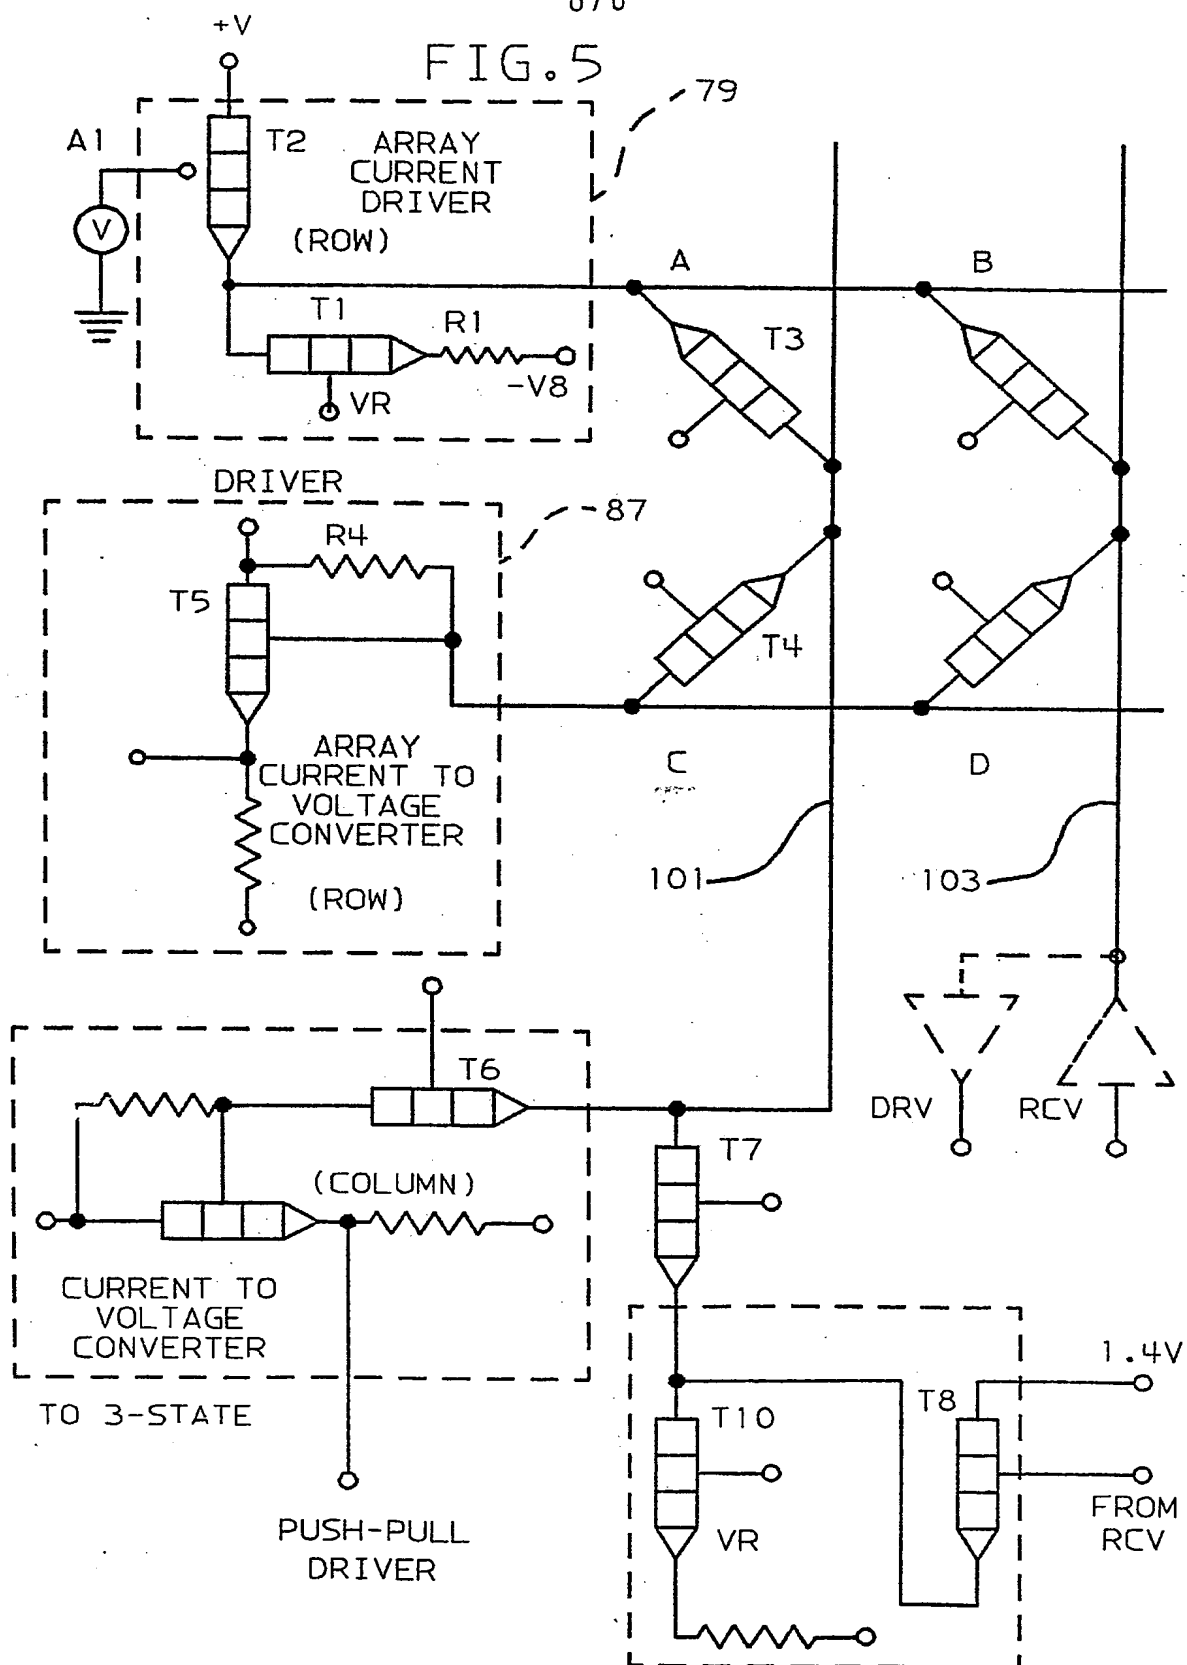 +V
FIG.5
79
A1
T2
ARRAY
CURRENT
DRIVER
(ROW)
V
A
B
T1
R1
T3
-V8
VR
DRIVER
87
R4
T5
T4
ARRAY
CURRENT TO
VOLTAGE
CONVERTER
(ROW)
C
D
101
103
T6
DRV
RCV
T7
(COLUMN)
CURRENT TO
VOLTAGE
CONVERTER
1.4V
TO 3-STATE
T10
T8
FROM
RCV
VR
PUSH-PULL
DRIVER